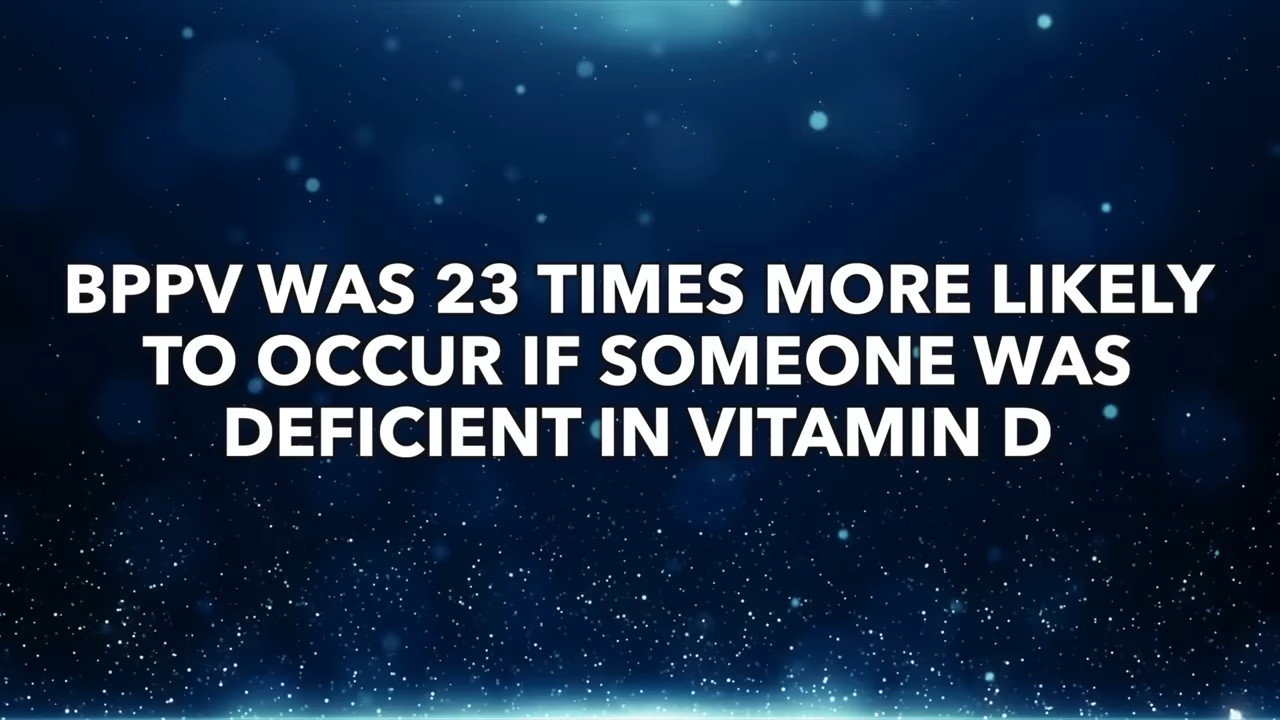 BPPV WAS 23 TIMES MORE LIKELY
TO OCCUR IF SOMEONE WAS
DEFICIENT IN VITAMIN D